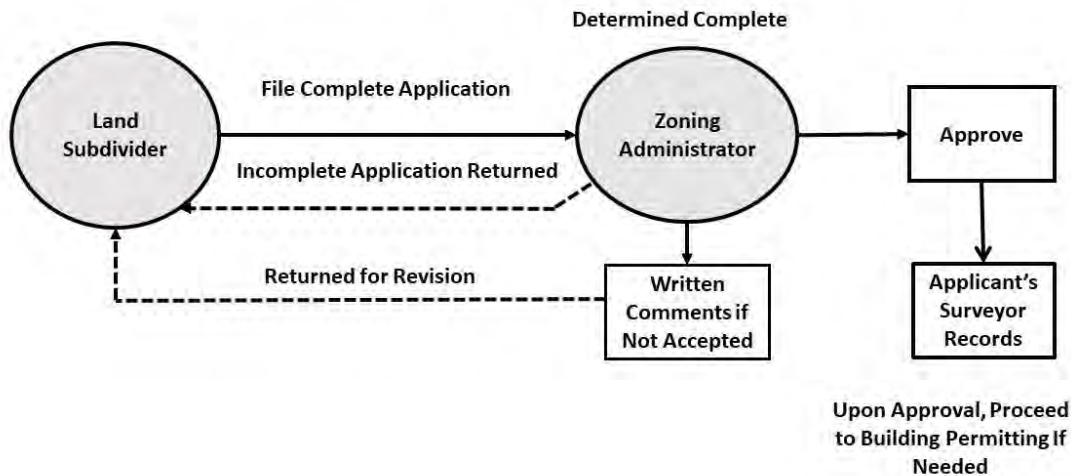 Determined Complete
File Complete Application
Land
Subdivider
Zoning
Administrator
Approve
Incomplete Application Returned
Returned for Revision
Written
Comments if
Not Accepted
Applicant’s
Surveyor
Records
Upon Approval, Proceed
to Building Permitting If
Needed